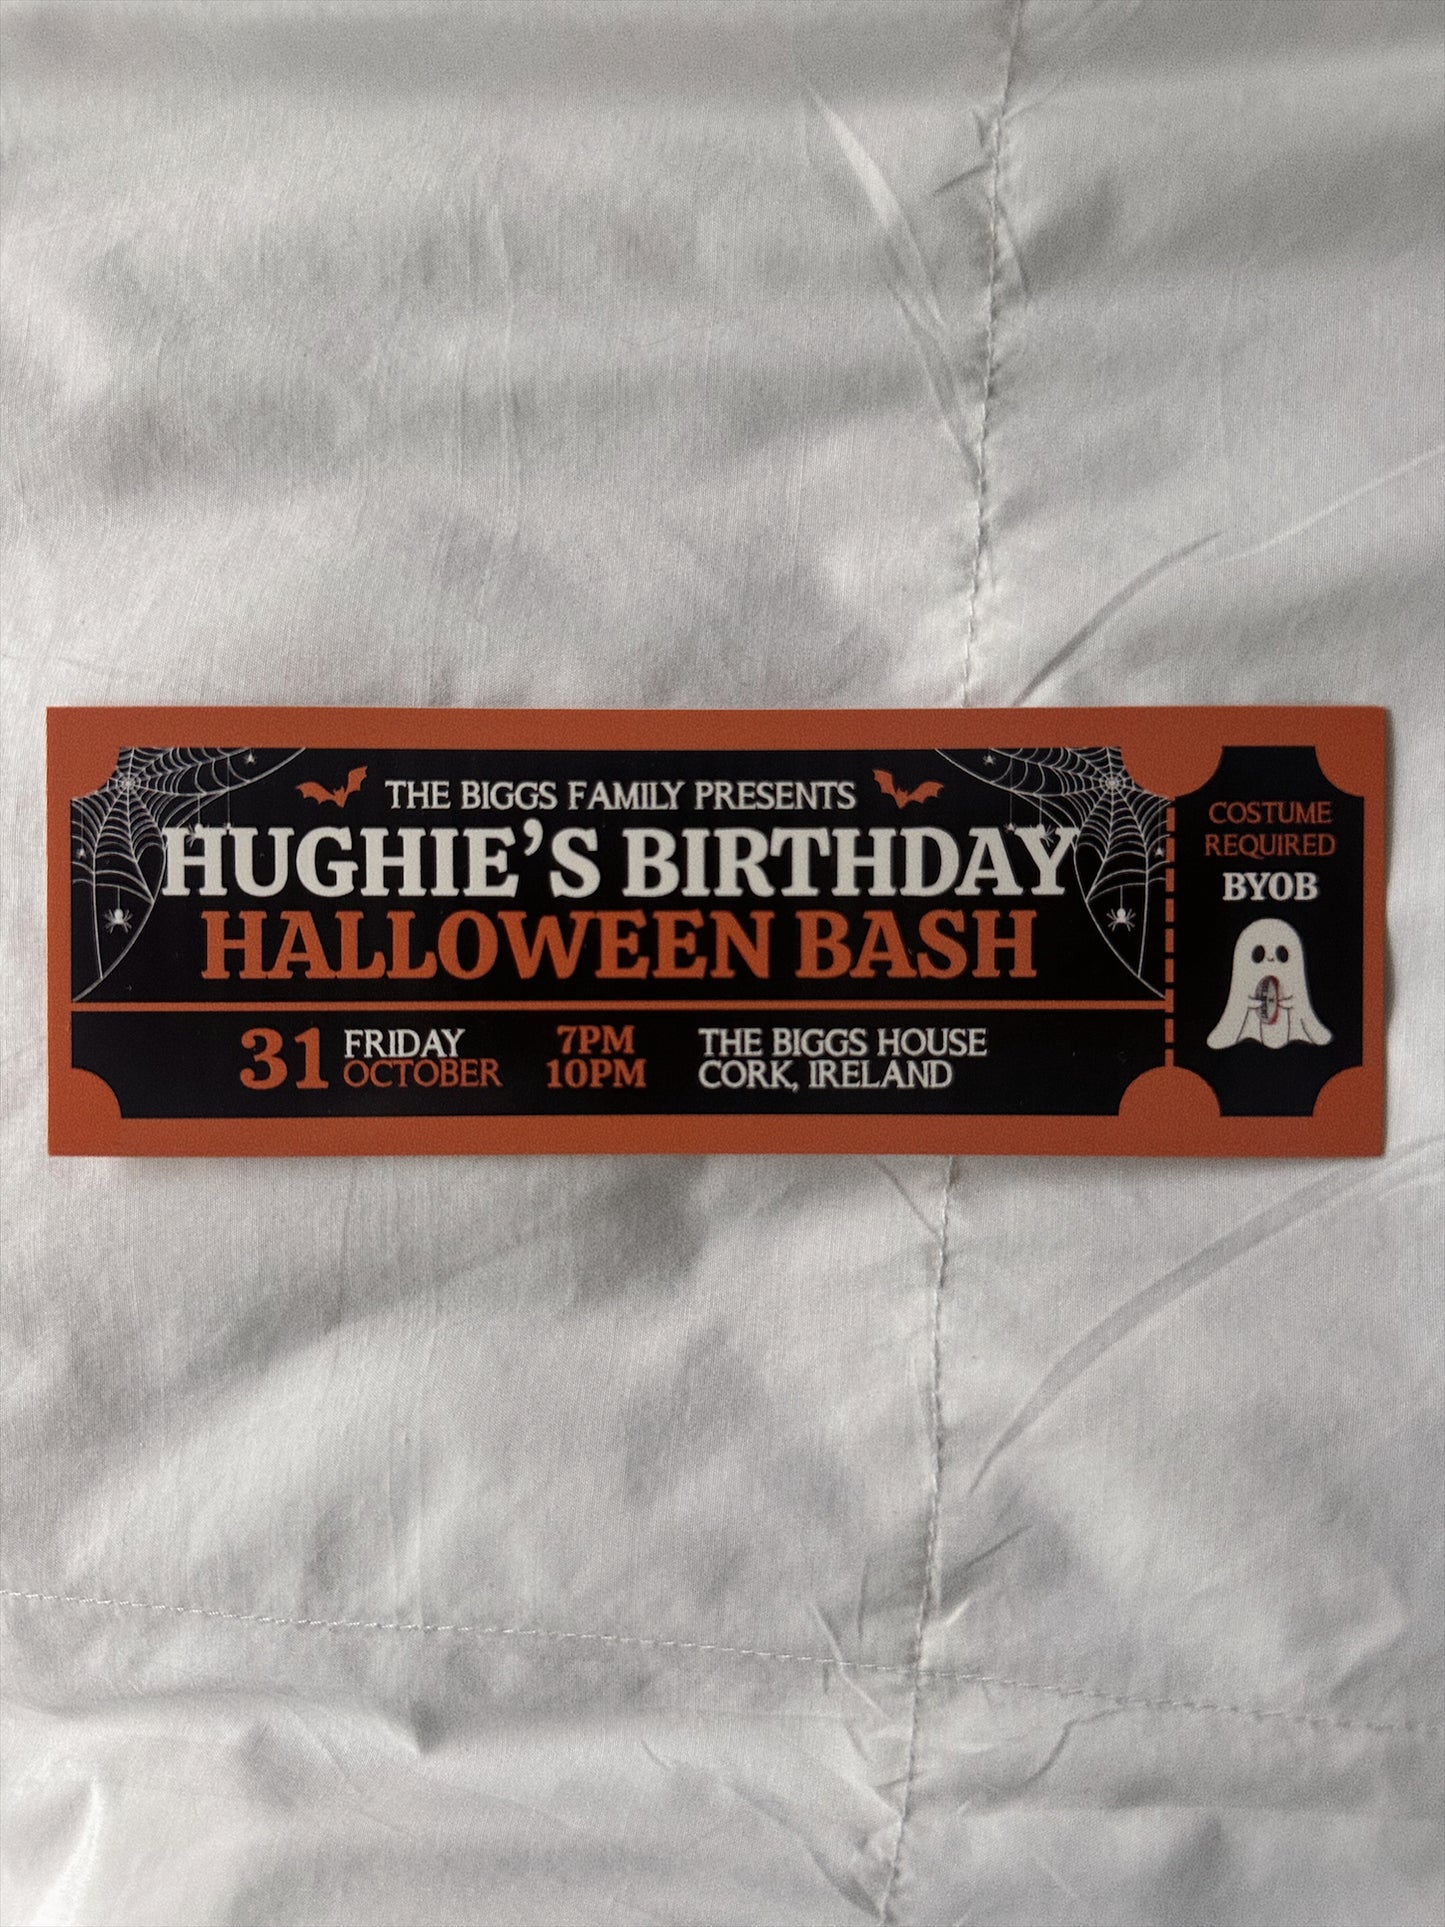 THE BIGGS FAMILY PRESENTS
HUGHIE'S BIRTHDAY
HALLOWEEN BASH
31 FRIDAY OCTOBER
7PM
10PM
THE BIGGS HOUSE
CORK, IRELAND
COSTUME
REQUIRED
BYOB